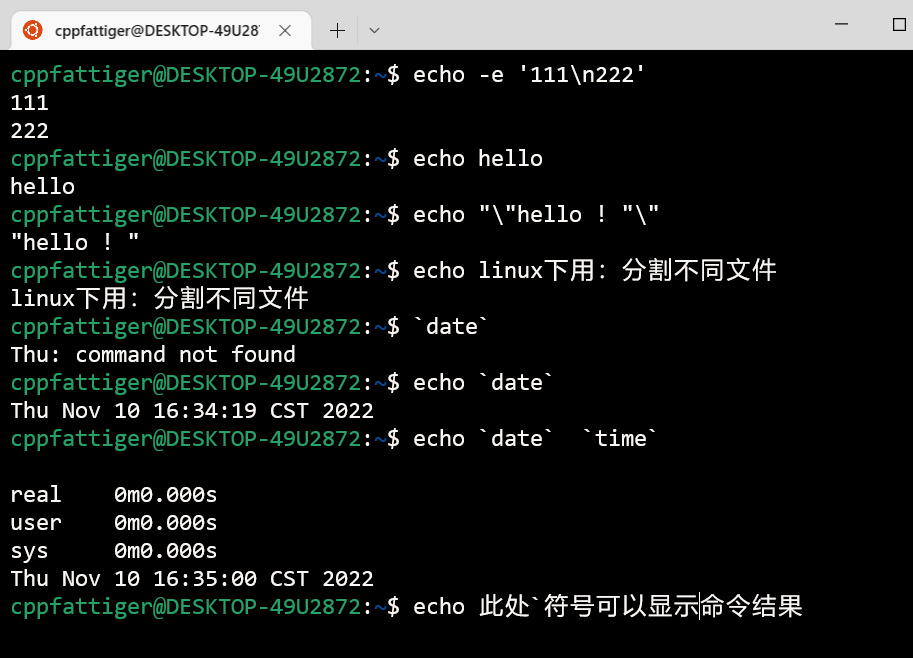 cppfattiger@DESKTOP-49U28
cppfattiger@DESKTOP-49U2872:~$ echo -e '111\n222'
111
222
cppfattiger@DESKTOP-49U2872:~$ echo hello
hello
cppfattiger@DESKTOP-49U2872:~$ echo "\"hello ! "\"
"hello ! "
cppfattiger@DESKTOP-49U2872:~$ echo linux下用：分割不同文件
linux下用：分割不同文件
cppfattiger@DESKTOP-49U2872:~$ `date`
Thu: command not found
cppfattiger@DESKTOP-49U2872:~$ echo `date`
Thu Nov 10 16:34:19 CST 2022
cppfattiger@DESKTOP-49U2872:~$ echo `date`  `time`
real    0m0.000s
user    0m0.000s
sys     0m0.000s
Thu Nov 10 16:35:00 CST 2022
cppfattiger@DESKTOP-49U2872:~$ echo 此处`符号可以显示命令结果